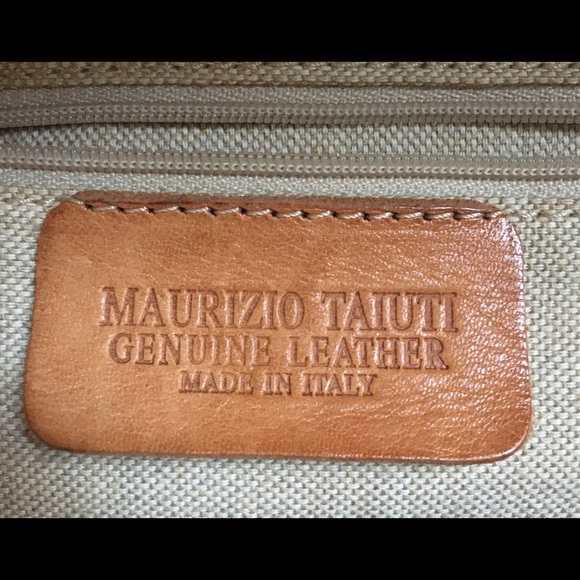 MAURIZIO TAIUTI
GENUINE LEATHER
MADE IN ITALY